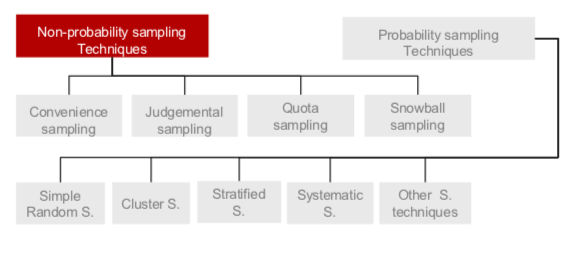 Non-probability sampling
Techniques
Probability sampling
Techniques
Convenience
sampling
Judgemental
sampling
Quota
sampling
Snowball
sampling
Simple
Random S.
Cluster S.
Stratified
S.
Systematic
S.
Other S.
techniques